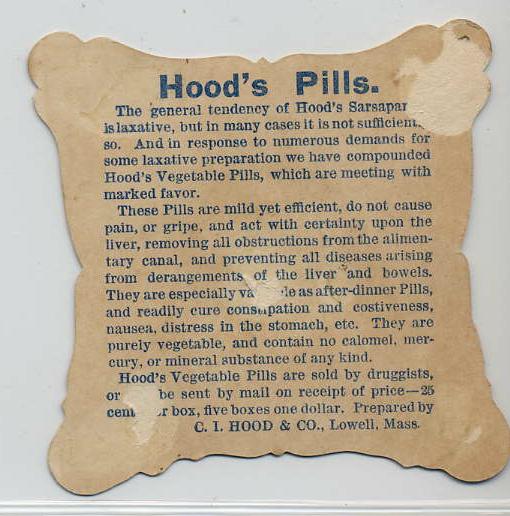 Hood's Pills.
The general tendency of Hood's Sarsapar
is laxative, but in many cases it is not sufficient
so. And in response to numerous demands for
some laxative preparation we have compounded
Hood's Vegetable Pills, which are meeting with
marked favor.
These Pills are mild yet efficient, do not cause
pain, or gripe, and act with certainty upon the
liver, removing all obstructions from the alimen-
tary canal, and preventing all diseases arising
from derangements of the liver and bowels.
They are especially va le as after-dinner Pills,
and readily cure constipation and costiveness,
nausea, distress in the stomach, etc. They are
purely vegetable, and contain no calomel, mer-
cury, or mineral substance of any kind.
Hood's Vegetable Pills are sold by druggists,
or be sent by mail on receipt of price—25
cent r box, five boxes one dollar. Prepared by
C. I. HOOD & CO., Lowell, Mass.